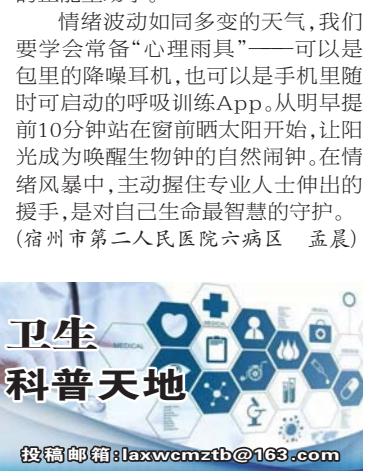 情绪波动如同多变的天气,我们
要学会常备“心理雨具”——可以是
包里的降噪耳机,也可以是手机里随
时可启动的呼吸训练App。从明早提
前10分钟站在窗前晒太阳开始,让阳
光成为唤醒生物钟的自然闹钟。在情
绪风暴中,主动握住专业人士伸出的
援手,是对自己生命最智慧的守护。
(宿州市第二人民医院六病区 孟晨)
MEDICAL
卫生
科普天地
投稿邮箱:laxwcmztb@163.com